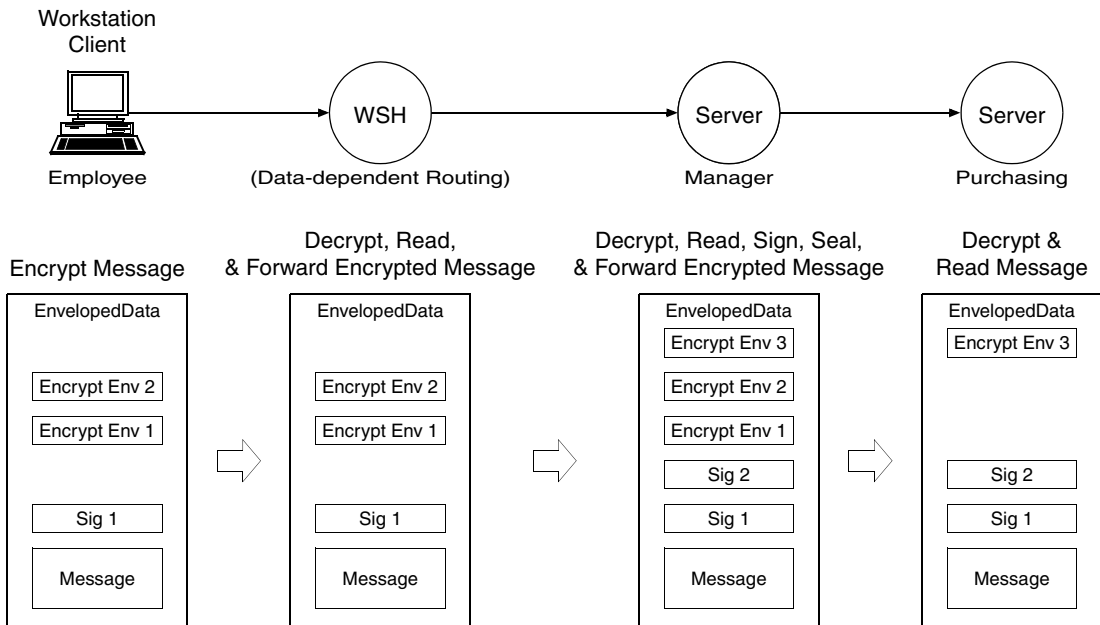 Workstation
Client
WSH
Server
Server
Employee
(Data-dependent Routing)
Manager
Purchasing
Encrypt Message
Decrypt, Read,
& Forward Encrypted Message
Decrypt, Read, Sign, Seal,
& Forward Encrypted Message
Decrypt &
Read Message
EnvelopedData
Encrypt Env 2
Encrypt Env 1
Sig 1
Message
EnvelopedData
Encrypt Env 2
Encrypt Env 1
Sig 1
Message
EnvelopedData
Encrypt Env 3
Encrypt Env 2
Encrypt Env 1
Sig 2
Sig 1
Message
EnvelopedData
Encrypt Env 3
Sig 2
Sig 1
Message